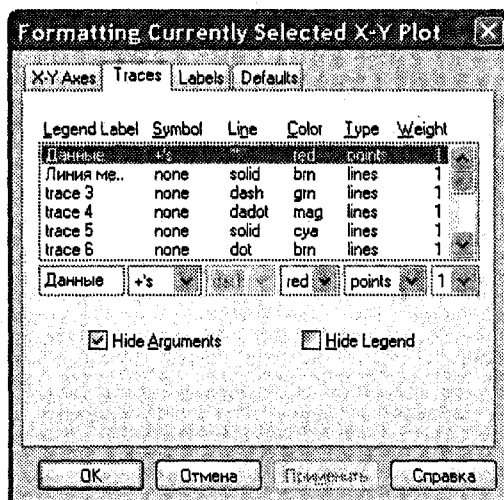 Formatting Currently Selected X-Y Plot
X-Y Axes Traces Labels Defaults
Legend Label Symbol Line Color Type Weight
Данные +'s red point 1
Линия ме.. none solid brn lines 1
trace 3 none dash grn lines 1
trace 4 none dadot mag lines 1
trace 5 none solid cya lines 1
trace 6 none dot brn lines 1
Данные +'s red points 1
Hide Arguments Hide Legend
OK Отмена Применить Справка